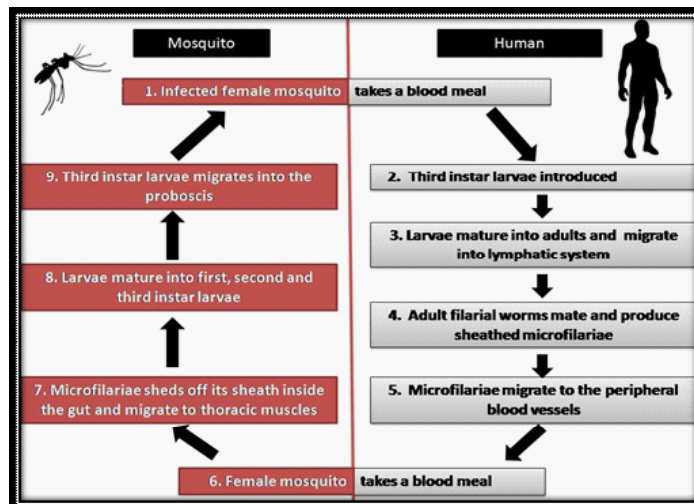 Mosquito
Human
1. Infected female mosquito takes a blood meal
2. Third instar larvae introduced
3. Larvae mature into adults and migrate
into lymphatic system
4. Adult filarial worms mate and produce
sheathed microfilariae
5. Microfilariae migrate to the peripheral
blood vessels
6. Female mosquito takes a blood meal
7. Microfilariae sheds off its sheath inside
the gut and migrate to thoracic muscles
8. Larvae mature into first, second and
third instar larvae
9. Third instar larvae migrates into the
proboscis